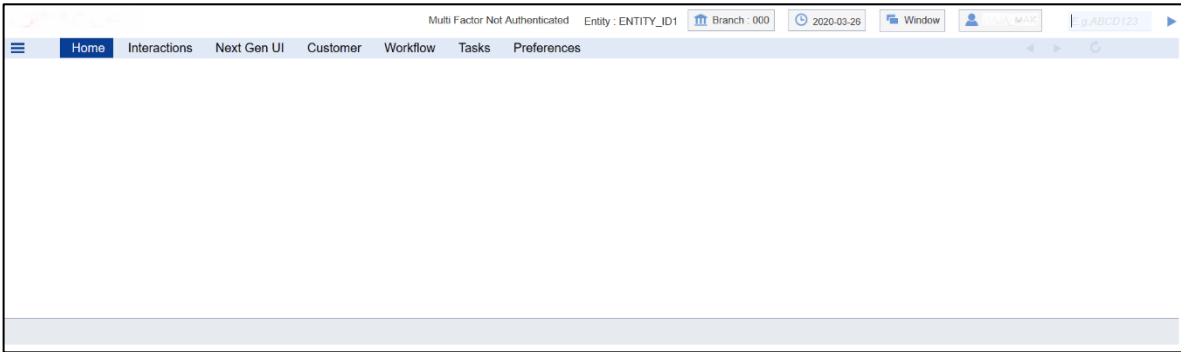 Multi Factor Not Authenticated Entity : ENTITY_ID1 Branch : 000 2020-03-26 Window MAK E.g.ABCD123
Home Interactions Next Gen UI Customer Workflow Tasks Preferences